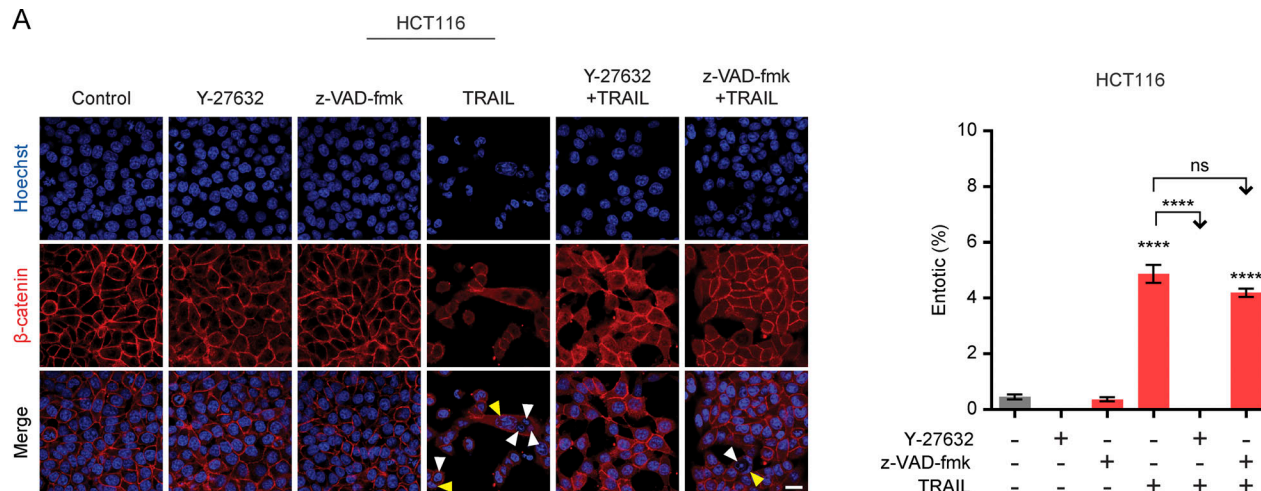 A
HCT116
Control
Y-27632
z-VAD-fmk
TRAIL
Y-27632
+TRAIL
z-VAD-fmk
+TRAIL
Hoechst
β-catenin
Merge
HCT116
Entotic (%)
10
8
6
4
2
0
ns
****
****
****
Y-27632 - + - - + -
z-VAD-fmk - - + - - +
TRAIL - - - + + +